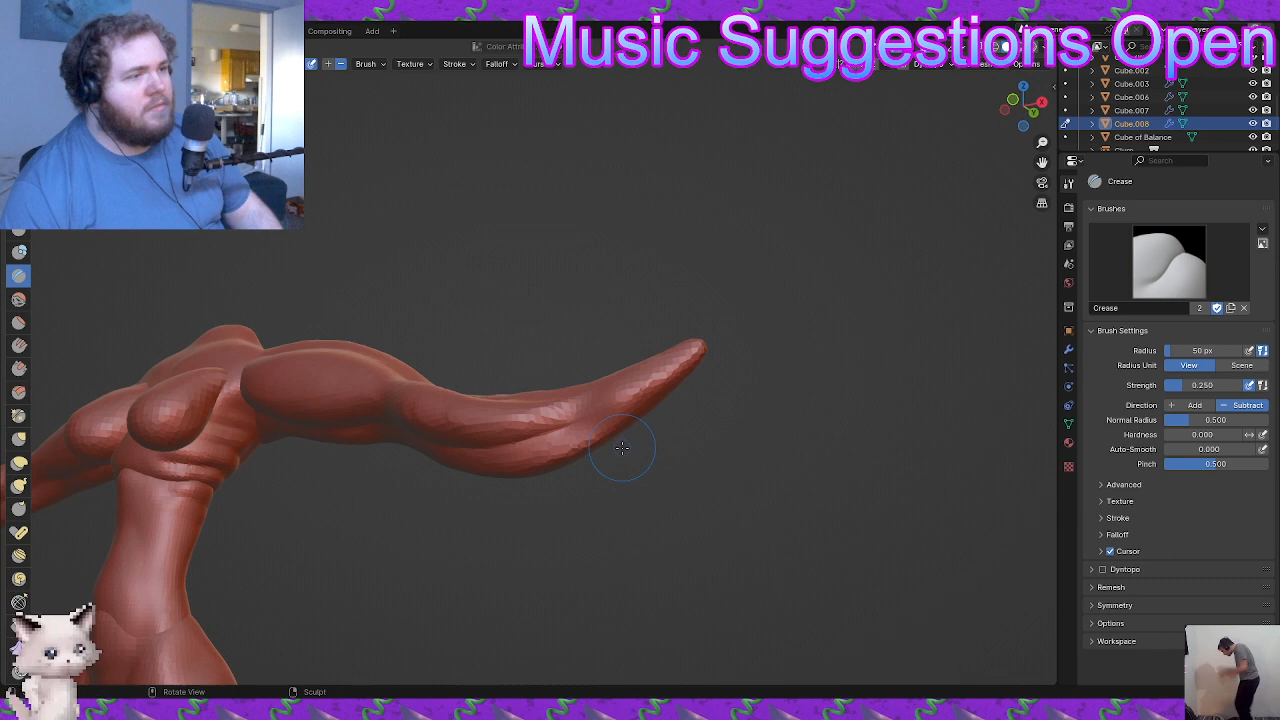 Music Suggestions Open
Compositing Add +
Color
Brush Texture Stroke Falloff
Cube.002
Cube.003
Cube.006
Cube.007
Cube.008
Cube of Balance
Search
Crease
Brushes
Crease 2
Brush Settings
Radius 50 px
Radius Unit View Scene
Strength 0.250
Direction + Add − Subtract
Normal Radius 0.500
Hardness 0.000
Auto-Smooth 0.000
Pinch 0.500
Advanced
Texture
Stroke
Falloff
Cursor
Dyntopo
Remesh
Symmetry
Options
Workspace
X
Y
Z
Rotate View Sculpt